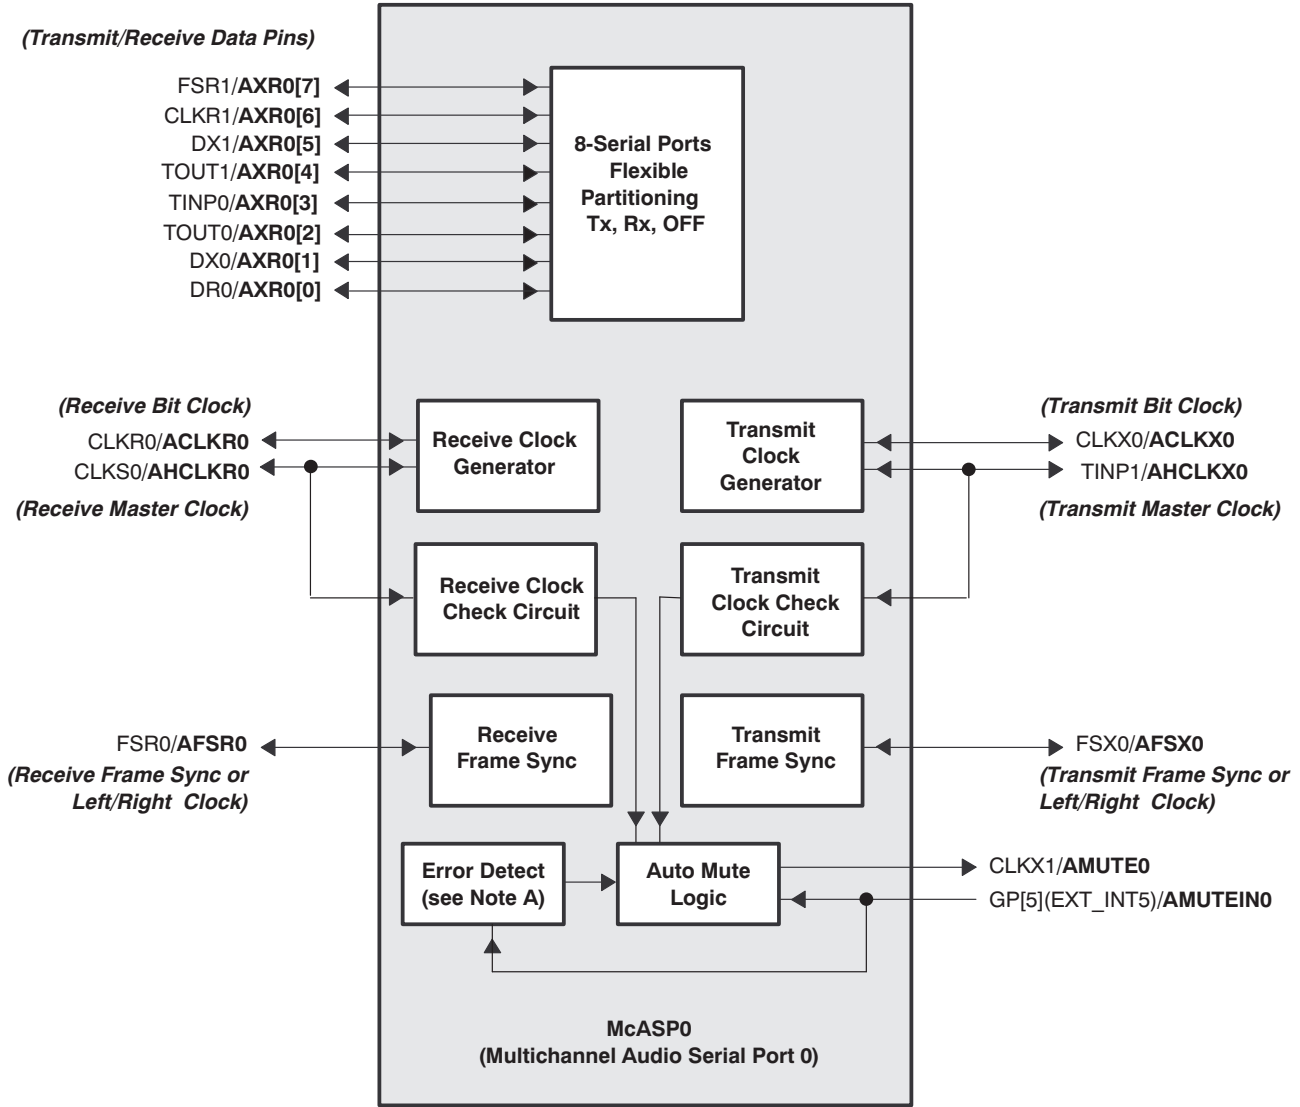 (Transmit/Receive Data Pins)
FSR1/AXR0[7]
CLKR1/AXR0[6]
DX1/AXR0[5]
TOUT1/AXR0[4]
TINP0/AXR0[3]
TOUT0/AXR0[2]
DX0/AXR0[1]
DR0/AXR0[0]
8-Serial Ports
Flexible
Partitioning
Tx, Rx, OFF
(Receive Bit Clock)
CLKR0/ACLKR0
CLKS0/AHCLKR0
(Receive Master Clock)
Receive Clock
Generator
Transmit
Clock
Generator
(Transmit Bit Clock)
CLKX0/ACLKX0
TINP1/AHCLKX0
(Transmit Master Clock)
Receive Clock
Check Circuit
Transmit
Clock Check
Circuit
FSR0/AFSR0
(Receive Frame Sync or
Left/Right Clock)
Receive
Frame Sync
Transmit
Frame Sync
FSX0/AFSX0
(Transmit Frame Sync or
Left/Right Clock)
Error Detect
(see Note A)
Auto Mute
Logic
CLKX1/AMUTE0
GP[5](EXT_INT5)/AMUTEIN0
McASP0
(Multichannel Audio Serial Port 0)